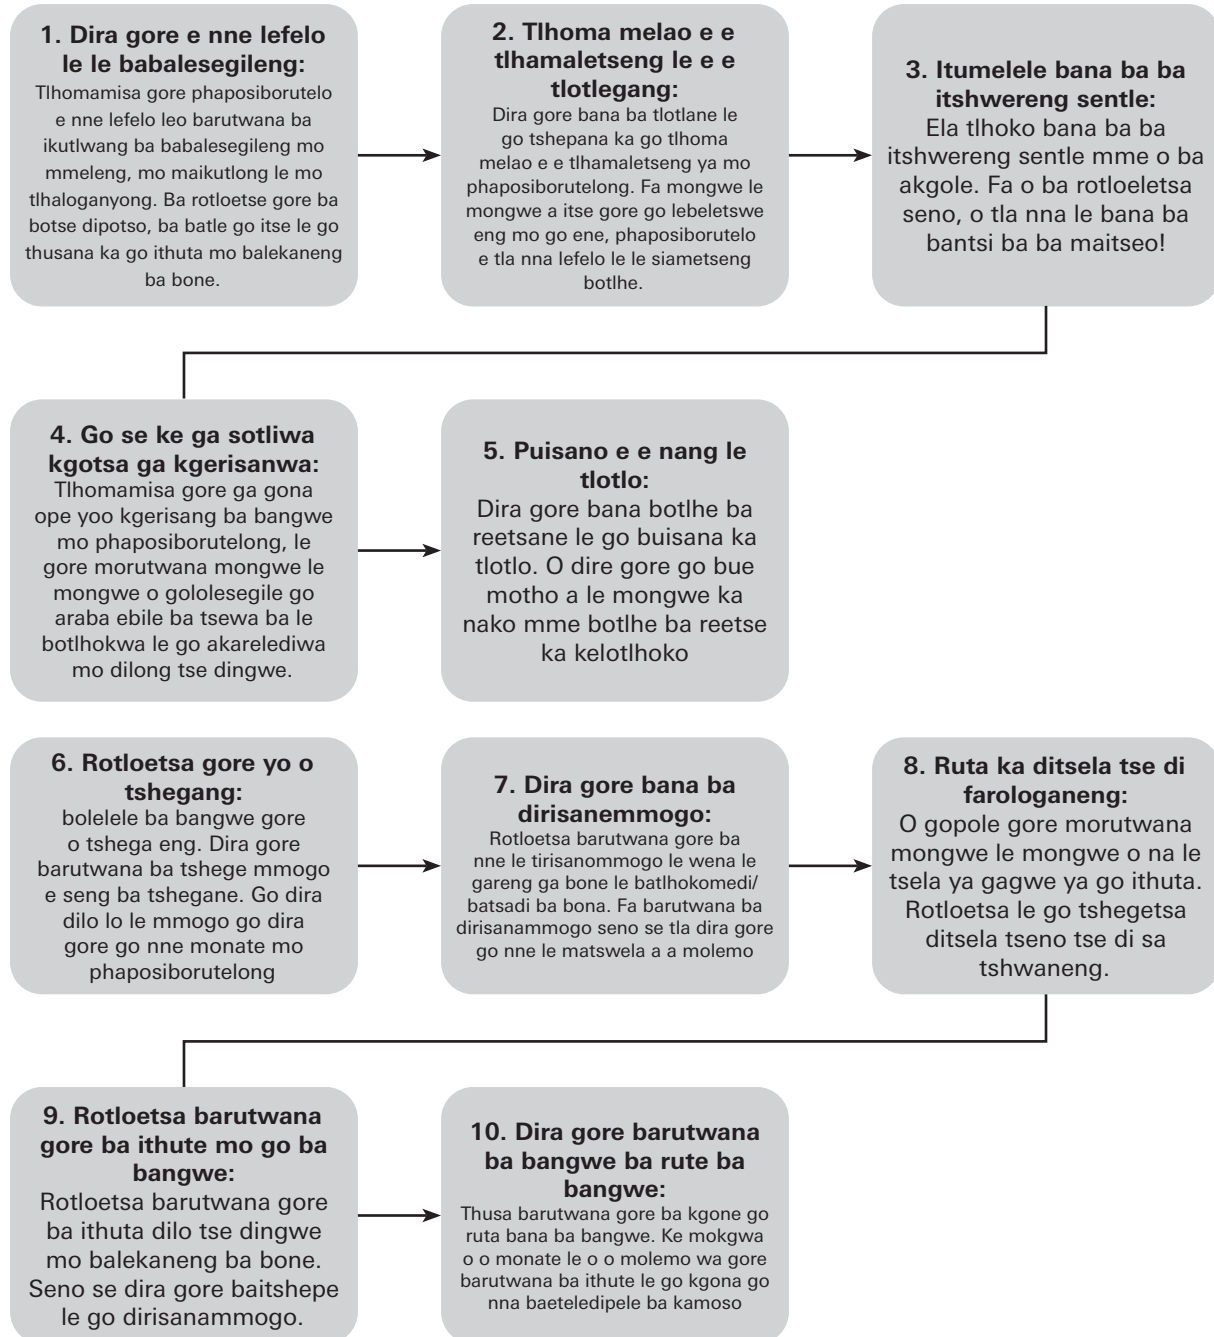 1. Dira gore e nne lefelo
le le babalesegileng:
Tlhomamisa gore phaposiborutelo
e nne lefelo leo barutwana ba
ikutlwang ba babalesegileng mo
mmeleng, mo maikutlong le mo
tlhaloganyong. Ba rotloetse gore ba
botse dipotso, ba batle go itse le go
thusana ka go ithuta mo balekaneng
ba bone.
2. Tlhoma melao e e
tlhamaletseng le e e
tlotlegang:
Dira gore bana ba tlotlane le
go tshepana ka go tlhoma
melao e e tlhamaletseng ya mo
phaposiborutelong. Fa mongwe le
mongwe a itse gore go lebeletswe
eng mo go ene, phaposiborutelo
e tla nna lefelo le le siametseng
botlhe.
3. Itumelele bana ba ba
itshwereng sentle:
Ela tlhoko bana ba ba
itshwereng sentle mme o ba
akgole. Fa o ba rotloeletsa
seno, o tla nna le bana ba
bantsi ba ba maitseo!
4. Go se ke ga sotliwa
kgotsa ga kgerisanwa:
Tlhomamisa gore ga gona
ope yoo kgerisang ba bangwe
mo phaposiborutelong, le
gore morutwana mongwe le
mongwe o gololesegile go
araba ebile ba tsewa ba le
botlhokwa le go akarelediwa
mo dilong tse dingwe.
5. Puisano e e nang le
tlotlo:
Dira gore bana botlhe ba
reetsane le go buisana ka
tlotlo. O dire gore go bue
motho a le mongwe ka
nako mme botlhe ba reetse
ka kelotlhoko
6. Rotloetsa gore yo o
tshegang:
bolelele ba bangwe gore
o tshega eng. Dira gore
barutwana ba tshege mmogo
e seng ba tshegane. Go dira
dilo lo le mmogo go dira
gore go nne monate mo
phaposiborutelong
7. Dira gore bana ba
dirisanemmogo:
Rotloetsa barutwana gore ba
nne le tirisanommogo le wena le
gareng ga bone le batlhokomedi/
batsadi ba bona. Fa barutwana ba
dirisanammogo seno se tla dira gore
go nne le matswela a a molemo
8. Ruta ka ditsela tse di
farologaneng:
O gopole gore morutwana
mongwe le mongwe o na le
tsela ya gagwe ya go ithuta.
Rotloetsa le go tshegetsa
ditsela tseno tse di sa
tshwaneng.
9. Rotloetsa barutwana
gore ba ithute mo go ba
bangwe:
Rotloetsa barutwana gore
ba ithuta dilo tse dingwe
mo balekaneng ba bone.
Seno se dira gore baitshepe
le go dirisanammogo.
10. Dira gore barutwana
ba bangwe ba rute ba
bangwe:
Thusa barutwana gore ba kgone go
ruta bana ba bangwe. Ke mokgwa
o o monate le o o molemo wa gore
barutwana ba ithute le go kgona go
nna baeteledipele ba kamoso